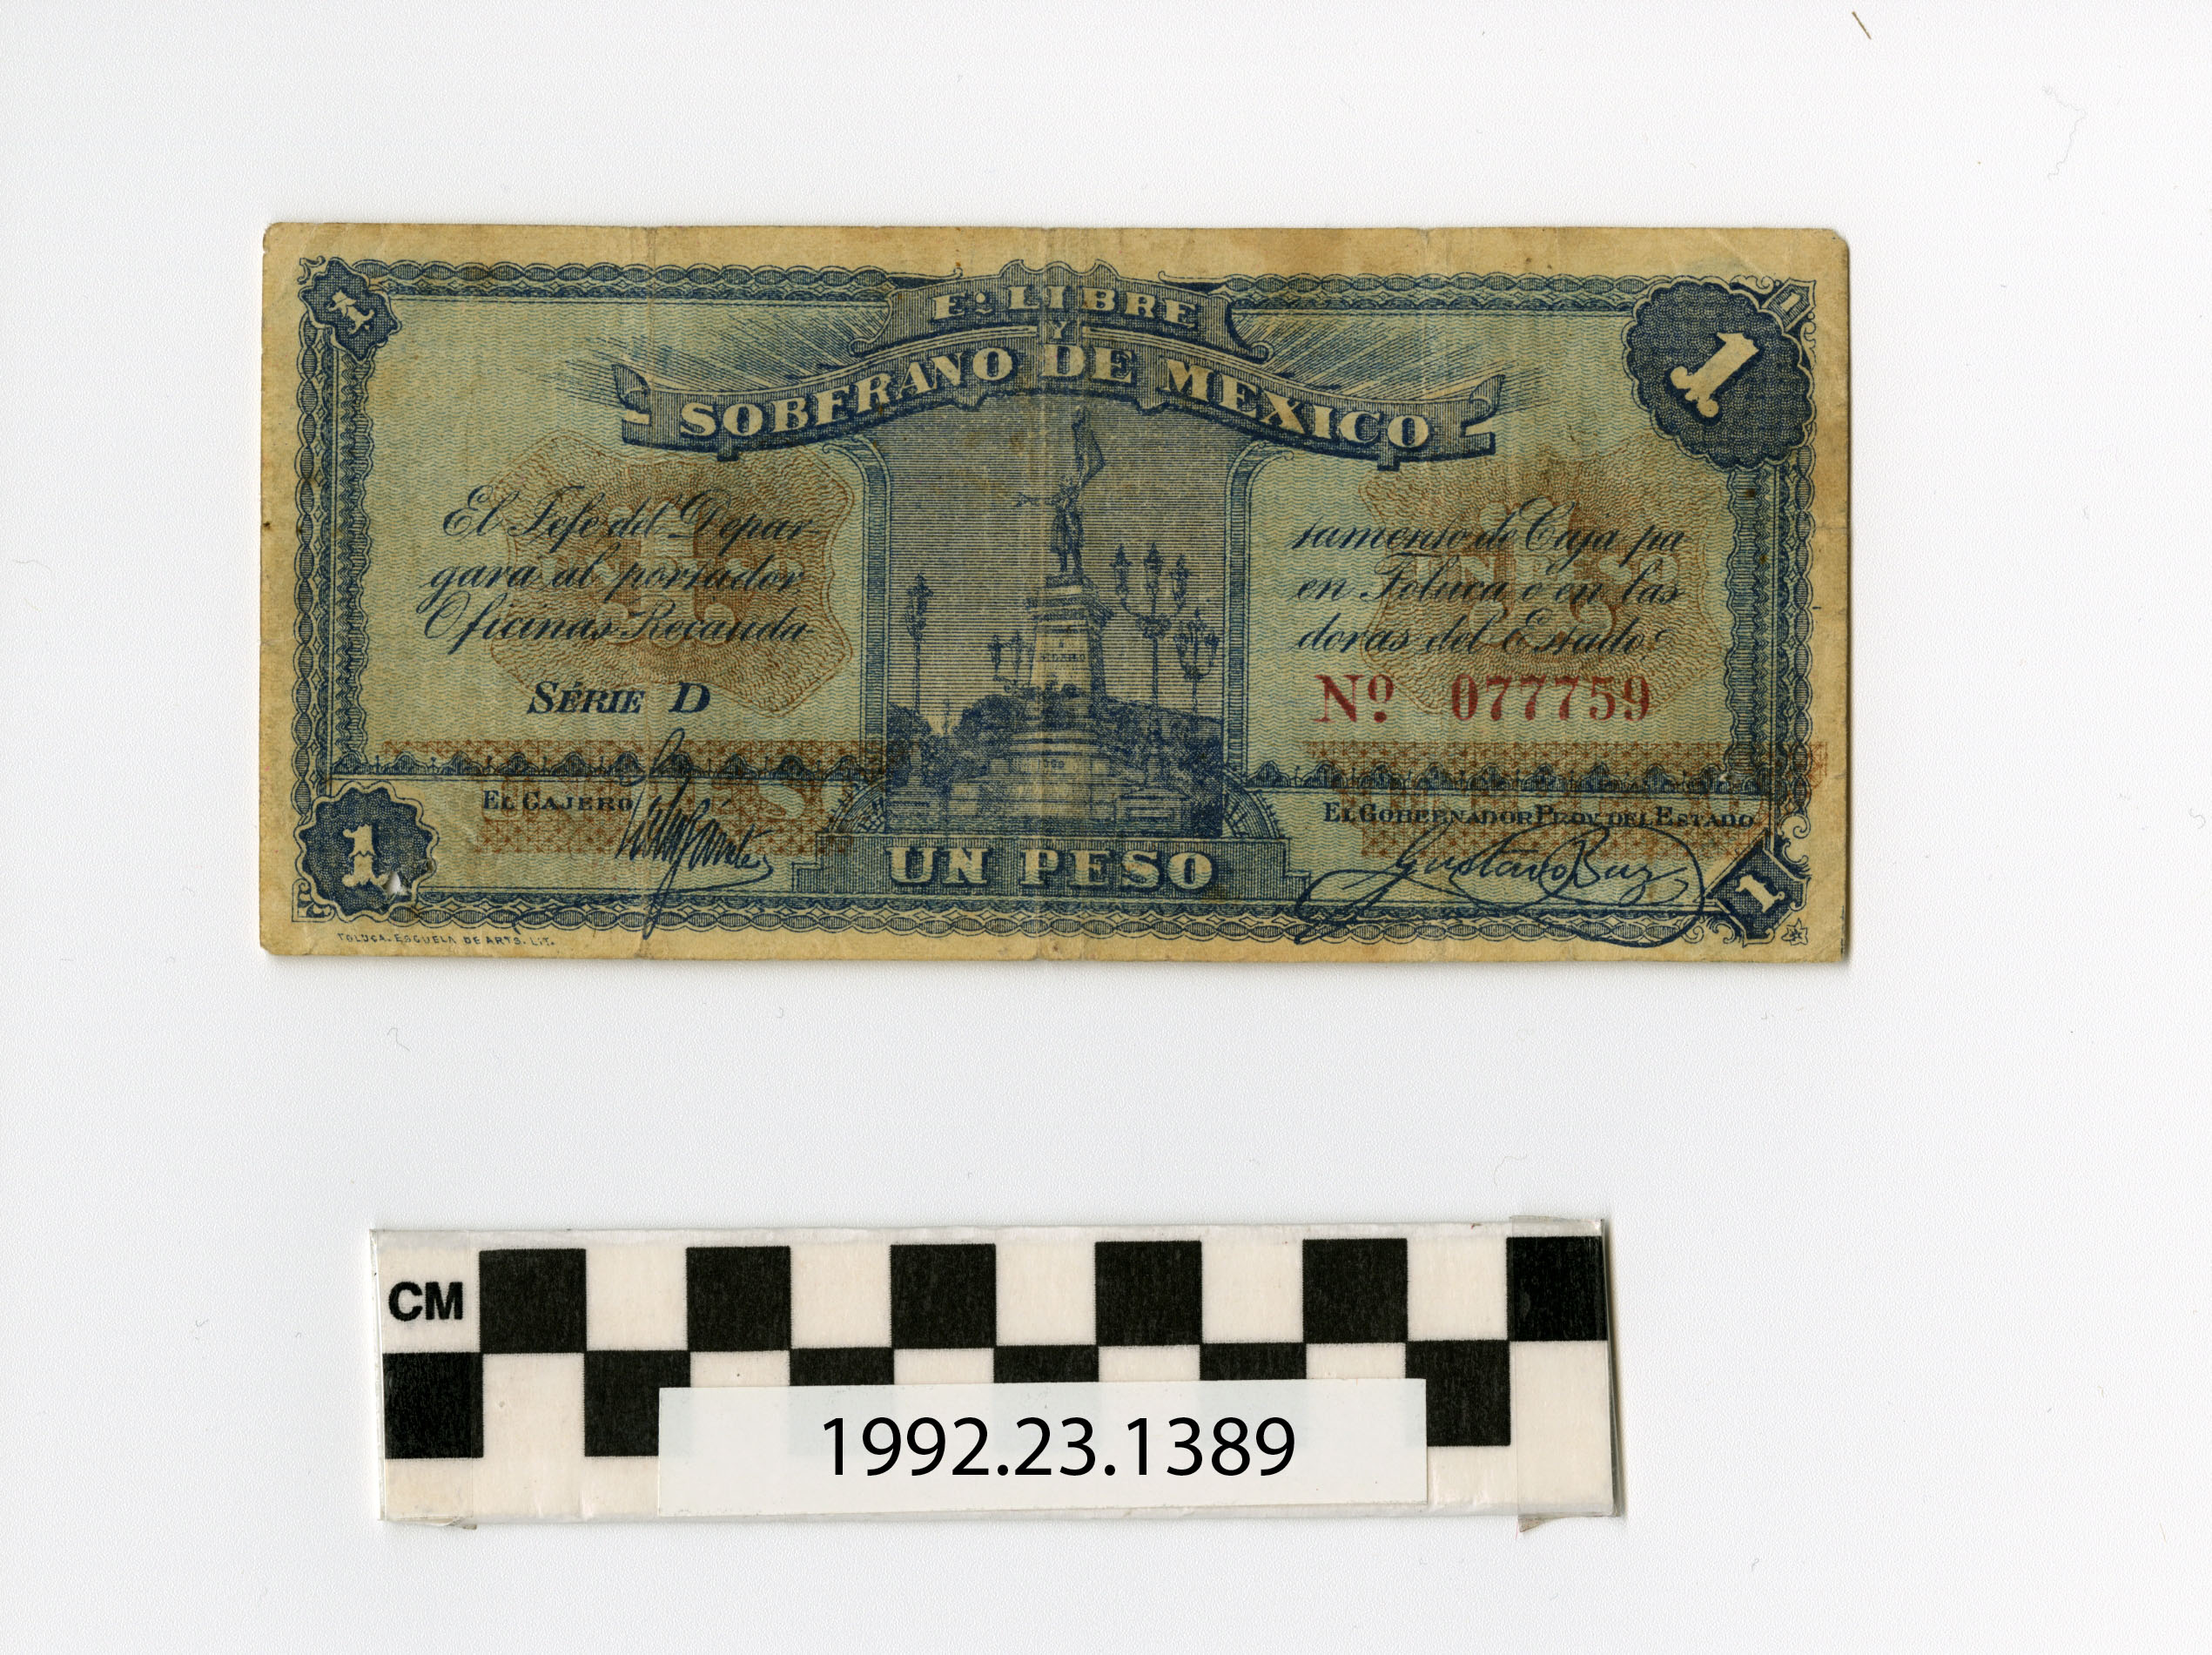 1
1
Eº LIBRE
Y
SOBERANO DE MEXICO
El Jefe del Depar- tamento de Caja pa
gara al portador en Toluca o en las
Oficinas Recauda- doras del Estado.
SÉRIE D
Nº 077759
EL CAJERO
EL GOBERNADOR PROV. DEL ESTADO
Gustavo Baz
1
UN PESO
1
TOLUCA. ESCUELA DE ARTS. LIT.
CM
1992.23.1389